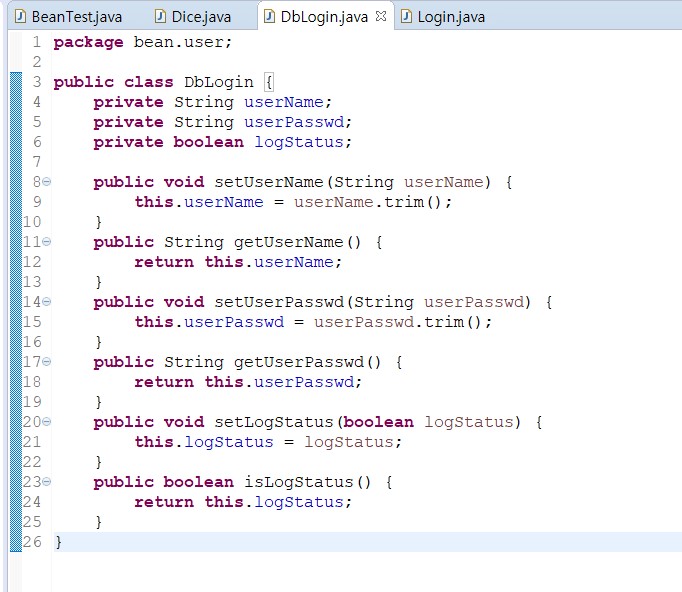 BeanTest.java Dice.java DbLogin.java Login.java
1 package bean.user;
2
3 public class DbLogin {
4     private String userName;
5     private String userPasswd;
6     private boolean logStatus;
7
8     public void setUserName(String userName) {
9         this.userName = userName.trim();
10     }
11     public String getUserName() {
12         return this.userName;
13     }
14     public void setUserPasswd(String userPasswd) {
15         this.userPasswd = userPasswd.trim();
16     }
17     public String getUserPasswd() {
18         return this.userPasswd;
19     }
20     public void setLogStatus(boolean logStatus) {
21         this.logStatus = logStatus;
22     }
23     public boolean isLogStatus() {
24         return this.logStatus;
25     }
26 }